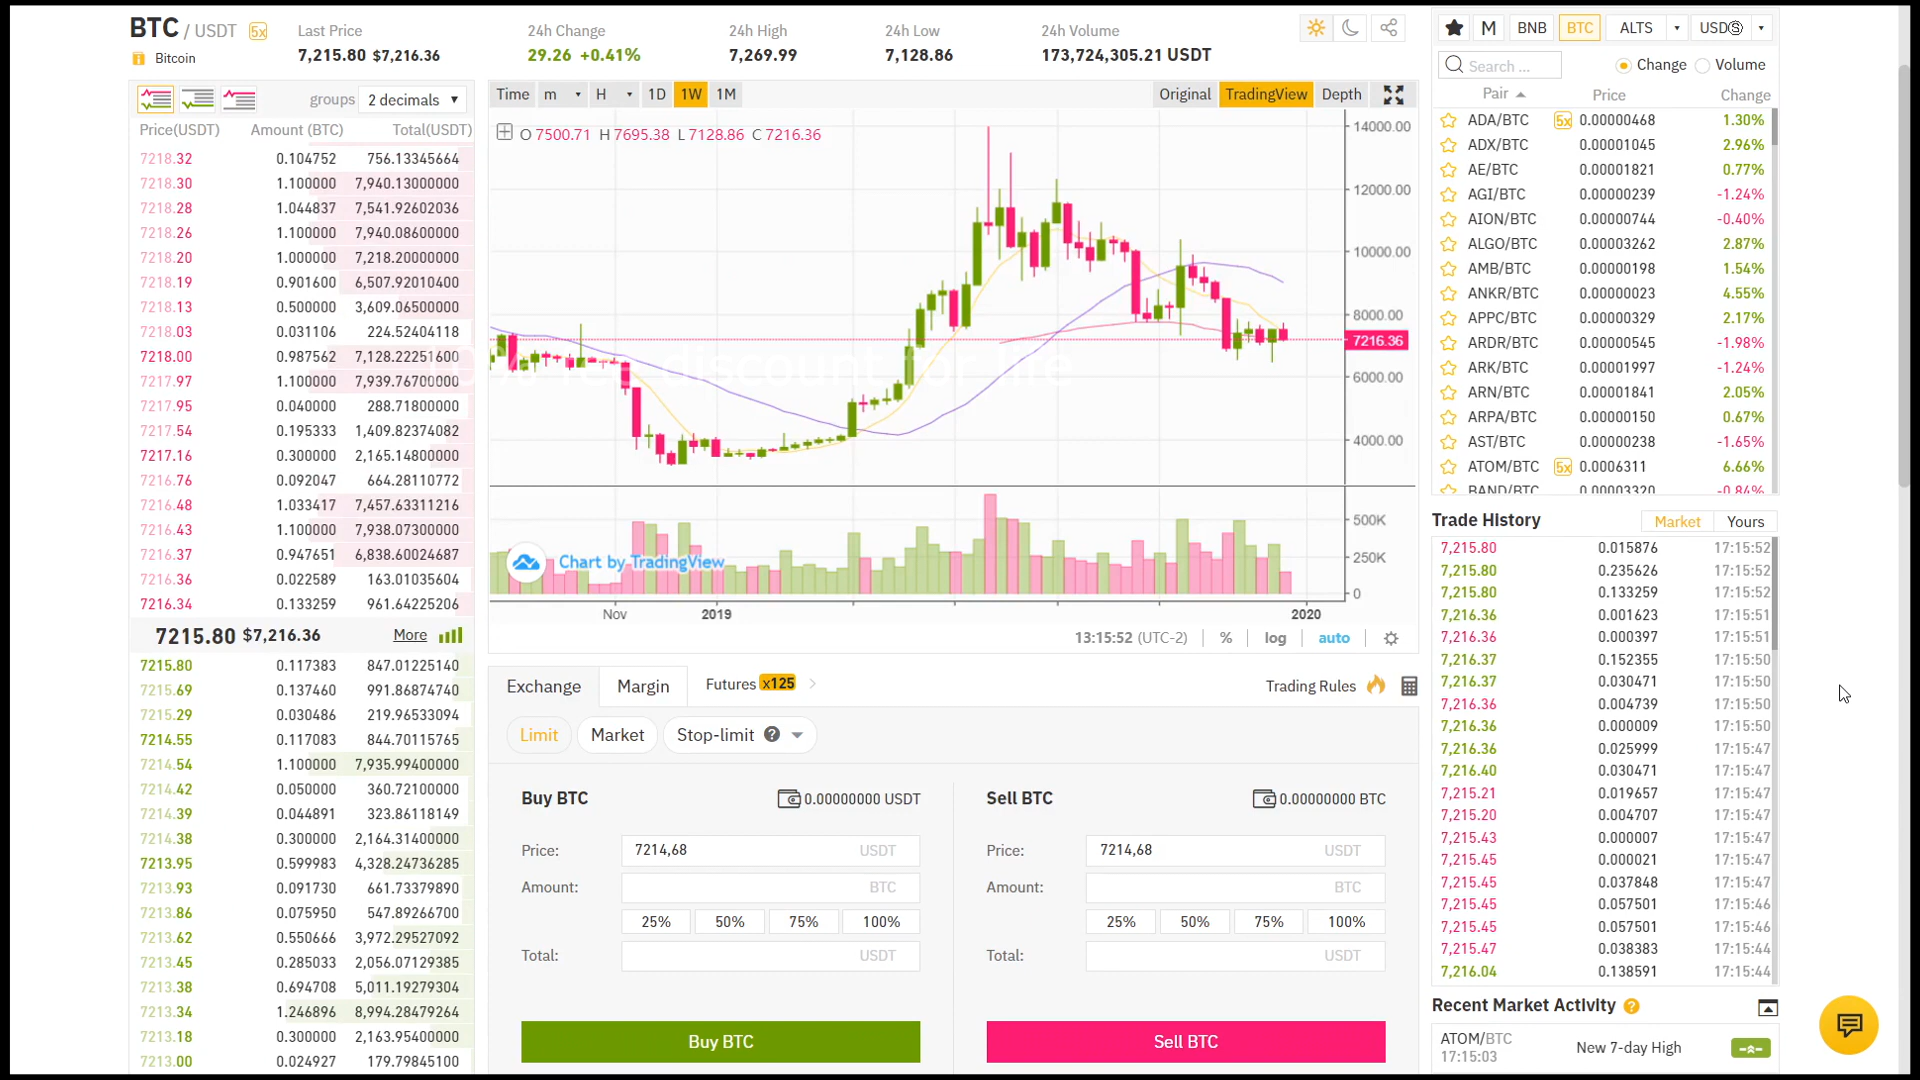 BTC / USDT 5x
Bitcoin
Last Price
7,215.80 $7,216.36
24h Change
29.26 +0.41%
24h High
7,269.99
24h Low
7,128.86
24h Volume
173,724,305.21 USDT
groups 2 decimals
Price(USDT) Amount (BTC) Total(USDT)
7218.32 0.104752 756.13345664
7218.30 1.100000 7,940.13000000
7218.28 1.044837 7,541.92602036
7218.26 1.100000 7,940.08600000
7218.20 1.000000 7,218.20000000
7218.19 0.901600 6,507.92010400
7218.13 0.500000 3,609.06500000
7218.03 0.031106 224.52404118
7218.00 0.987562 7,128.22251600
7217.97 1.100000 7,939.76700000
7217.95 0.040000 288.71800000
7217.54 0.195333 1,409.82374082
7217.16 0.300000 2,165.14800000
7216.76 0.092047 664.28110772
7216.48 1.033417 7,457.63311216
7216.43 1.100000 7,938.07300000
7216.37 0.947651 6,838.60024687
7216.36 0.022589 163.01035604
7216.34 0.133259 961.64225206
7215.80 $7,216.36 More
7215.80 0.117383 847.01225140
7215.69 0.137460 991.86874740
7215.29 0.030486 219.96533094
7214.55 0.117083 844.70115765
7214.54 1.100000 7,935.99400000
7214.42 0.050000 360.72100000
7214.39 0.044891 323.86118149
7214.38 0.300000 2,164.31400000
7213.95 0.599983 4,328.24736285
7213.93 0.091730 661.73379890
7213.86 0.075950 547.89266700
7213.62 0.550666 3,972.29527092
7213.45 0.285033 2,056.07129385
7213.38 0.694708 5,011.19279304
7213.34 1.246896 8,994.28479264
7213.18 0.300000 2,163.95400000
7213.00 0.024927 179.79845100
Time m H 1D 1W 1M Original TradingView Depth
O 7500.71 H 7695.38 L 7128.86 C 7216.36
14000.00
12000.00
10000.00
8000.00
7216.36
6000.00
4000.00
discount for life
500K
250K
0
Chart by TradingView
Nov 2019 2020
13:15:52 (UTC-2) % log auto
Exchange Margin Futures x125
Trading Rules
Limit Market Stop-limit ?
Buy BTC 0.00000000 USDT
Price: 7214,68 USDT
Amount: BTC
25% 50% 75% 100%
Total: USDT
Buy BTC
Sell BTC 0.00000000 BTC
Price: 7214,68 USDT
Amount: BTC
25% 50% 75% 100%
Total: USDT
Sell BTC
M BNB BTC ALTS USDⓈ
Search ... Change Volume
Pair Price Change
ADA/BTC 5x 0.00000468 1.30%
ADX/BTC 0.00001045 2.96%
AE/BTC 0.00001821 0.77%
AGI/BTC 0.00000239 -1.24%
AION/BTC 0.00000744 -0.40%
ALGO/BTC 0.00003262 2.87%
AMB/BTC 0.00000198 1.54%
ANKR/BTC 0.00000023 4.55%
APPC/BTC 0.00000329 2.17%
ARDR/BTC 0.00000545 -1.98%
ARK/BTC 0.00001997 -1.24%
ARN/BTC 0.00001841 2.05%
ARPA/BTC 0.00000150 0.67%
AST/BTC 0.00000238 -1.65%
ATOM/BTC 5x 0.0006311 6.66%
BAND/BTC 0.00003320 -0.84%
Trade History Market Yours
7,215.80 0.015876 17:15:52
7,215.80 0.235626 17:15:52
7,215.80 0.133259 17:15:52
7,216.36 0.001623 17:15:51
7,216.36 0.000397 17:15:51
7,216.37 0.152355 17:15:50
7,216.37 0.030471 17:15:50
7,216.36 0.004739 17:15:50
7,216.36 0.000009 17:15:50
7,216.36 0.025999 17:15:47
7,216.40 0.030471 17:15:47
7,215.21 0.019657 17:15:47
7,215.20 0.004707 17:15:47
7,215.43 0.000007 17:15:47
7,215.45 0.000021 17:15:47
7,215.45 0.037848 17:15:47
7,215.45 0.057501 17:15:46
7,215.45 0.057501 17:15:46
7,215.47 0.038383 17:15:44
7,216.04 0.138591 17:15:44
Recent Market Activity ?
ATOM/BTC
17:15:03
New 7-day High